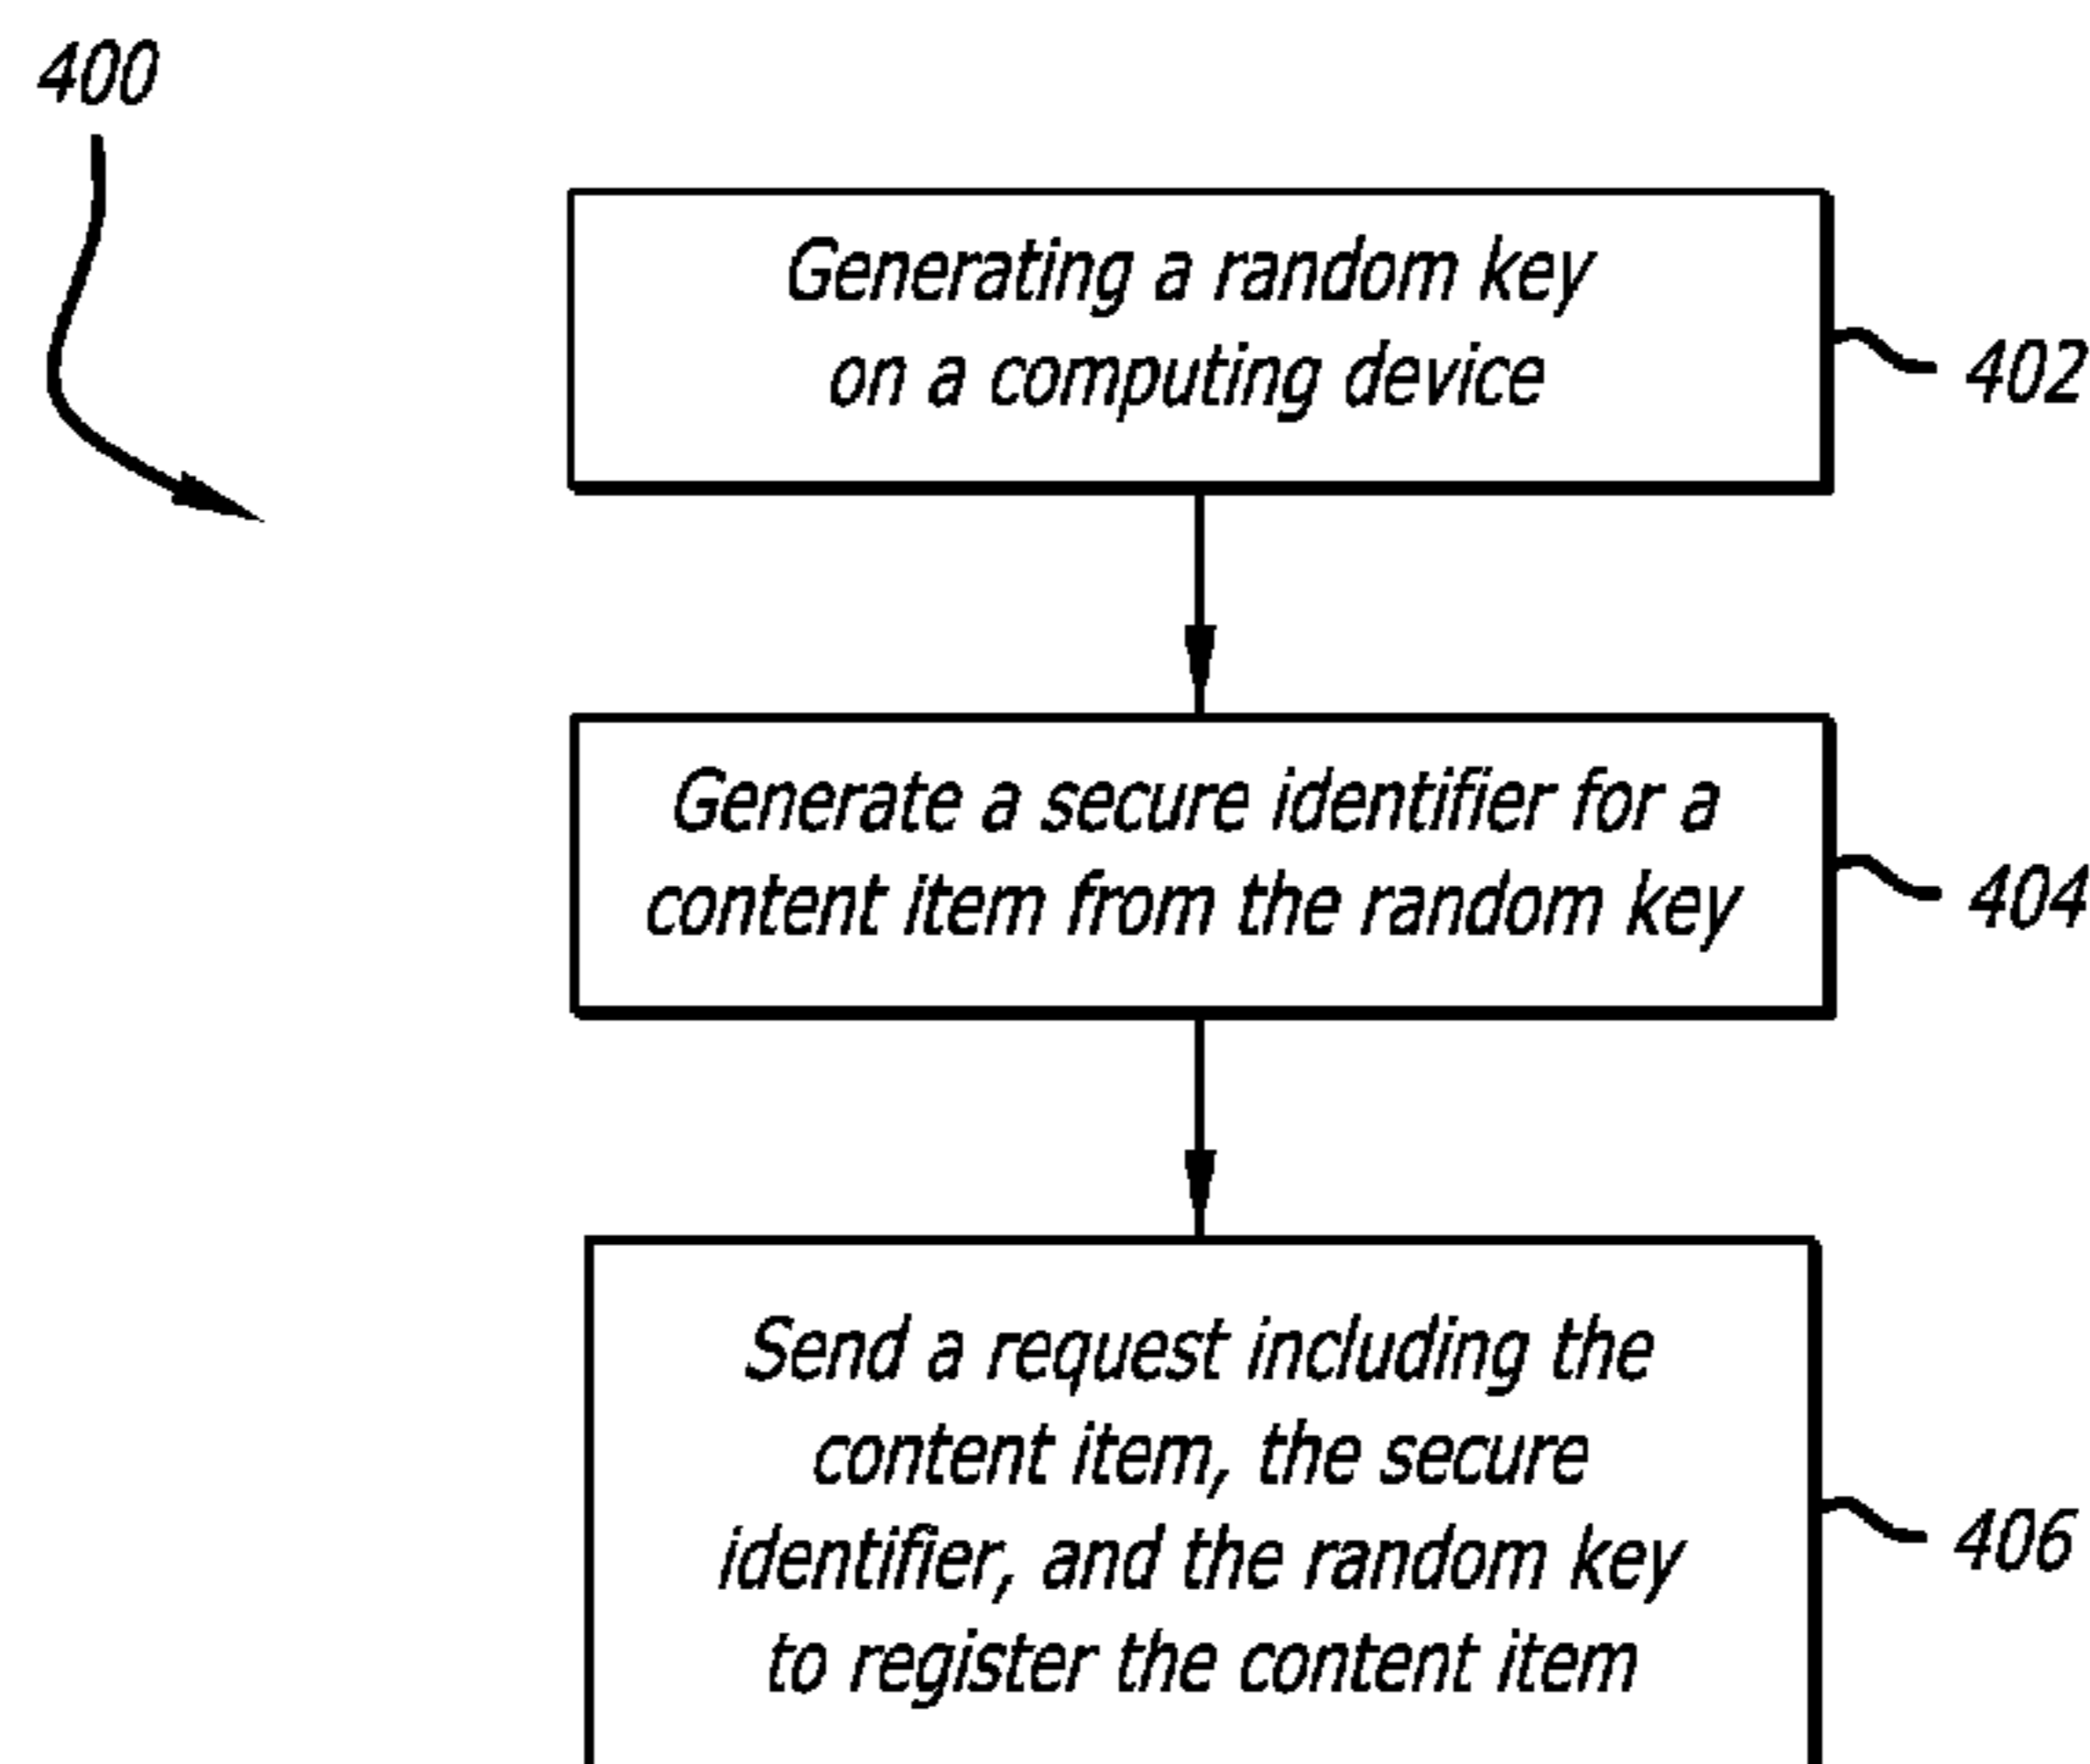 400
Generating a random key
on a computing device
402
Generate a secure identifier for a
content item from the random key
404
Send a request including the
content item, the secure
identifier, and the random key
to register the content item
406